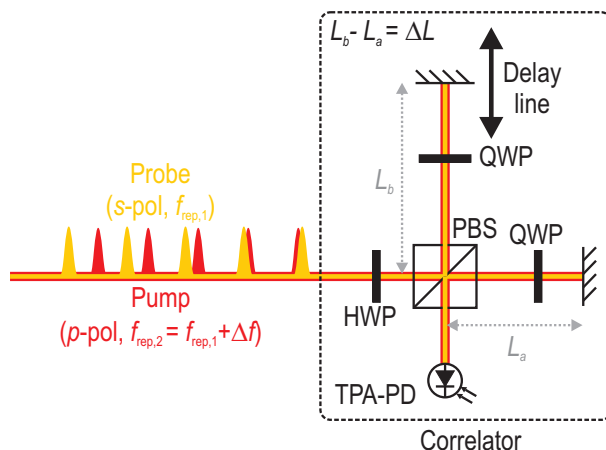 L_b - L_a = ΔL
Delay
line
QWP
L_b
Probe
(s-pol, f_rep,1)
PBS
QWP
Pump
(p-pol, f_rep,2 = f_rep,1 + Δf)
HWP
L_a
TPA-PD
Correlator